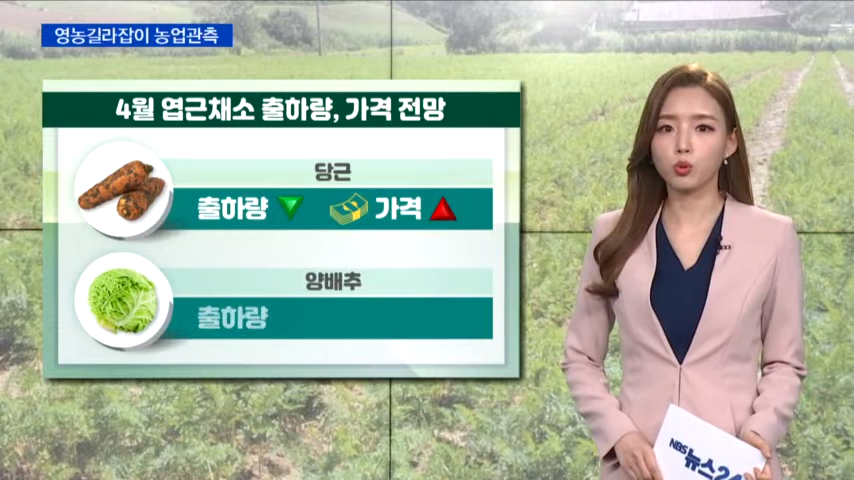 영농길라잡이 농업관측
4월 엽근채소 출하량, 가격 전망
당근
출하량 가격
양배추
출하량
NBS
뉴스24